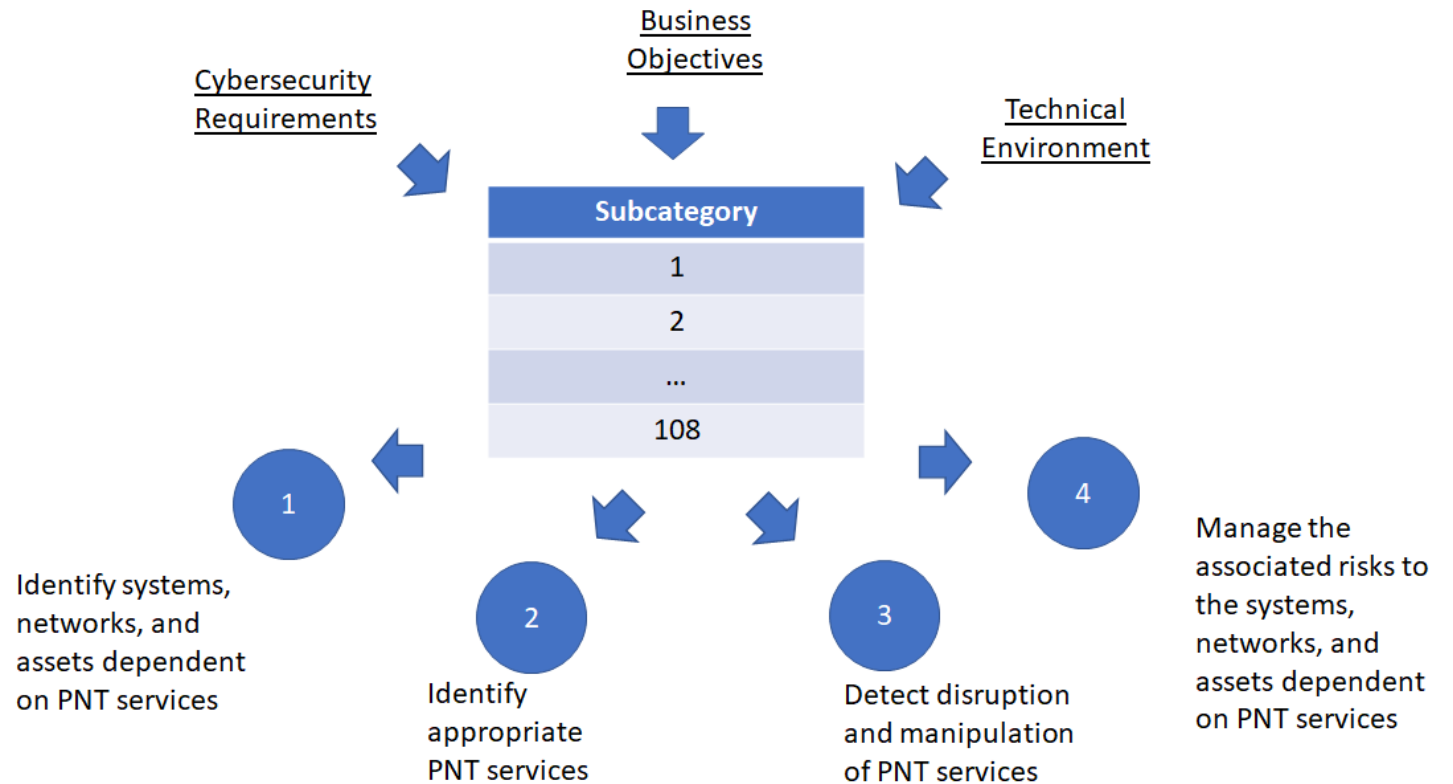 Business
Objectives
Cybersecurity
Requirements
Technical
Environment
Subcategory
1
2
...
108
1
Identify systems,
networks, and
assets dependent
on PNT services
2
Identify
appropriate
PNT services
3
Detect disruption
and manipulation
of PNT services
4
Manage the
associated risks to
the systems,
networks, and
assets dependent
on PNT services